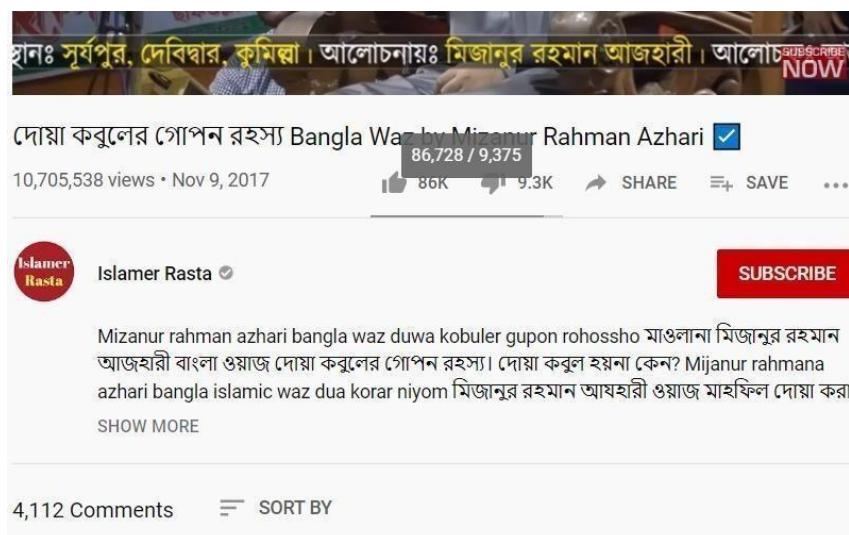 স্থানঃ সূর্যপুর, দেবিদ্বার, কুমিল্লা। আলোচনায়ঃ মিজানুর রহমান আজহারী। আলোচ
SUBSCRIBE
NOW
দোয়া কবুলের গোপন রহস্য Bangla Waz by Mizanur Rahman Azhari
86,728 / 9,375
10,705,538 views • Nov 9, 2017
86K 9.3K SHARE SAVE
Islamer
Rasta
Islamer Rasta
SUBSCRIBE
Mizanur rahman azhari bangla waz duwa kobuler gupon rohossho মাওলানা মিজানুর রহমান
আজহারী বাংলা ওয়াজ দোয়া কবুলের গোপন রহস্য। দোয়া কবুল হয়না কেন? Mijanur rahmana
azhari bangla islamic waz dua korar niyom মিজানুর রহমান আযহারী ওয়াজ মাহফিল দোয়া করা
SHOW MORE
4,112 Comments SORT BY